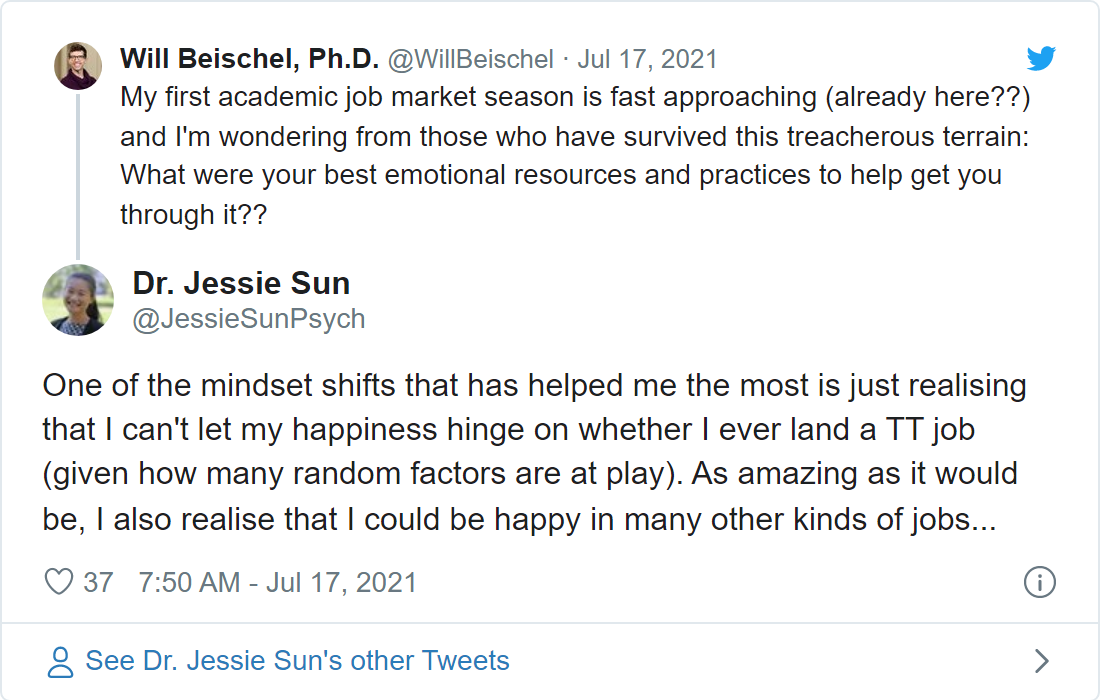 Will Beischel, Ph.D. @WillBeischel · Jul 17, 2021
My first academic job market season is fast approaching (already here??)
and I'm wondering from those who have survived this treacherous terrain:
What were your best emotional resources and practices to help get you
through it??
Dr. Jessie Sun
@JessieSunPsych
One of the mindset shifts that has helped me the most is just realising
that I can't let my happiness hinge on whether I ever land a TT job
(given how many random factors are at play). As amazing as it would
be, I also realise that I could be happy in many other kinds of jobs...
37 7:50 AM - Jul 17, 2021
See Dr. Jessie Sun's other Tweets